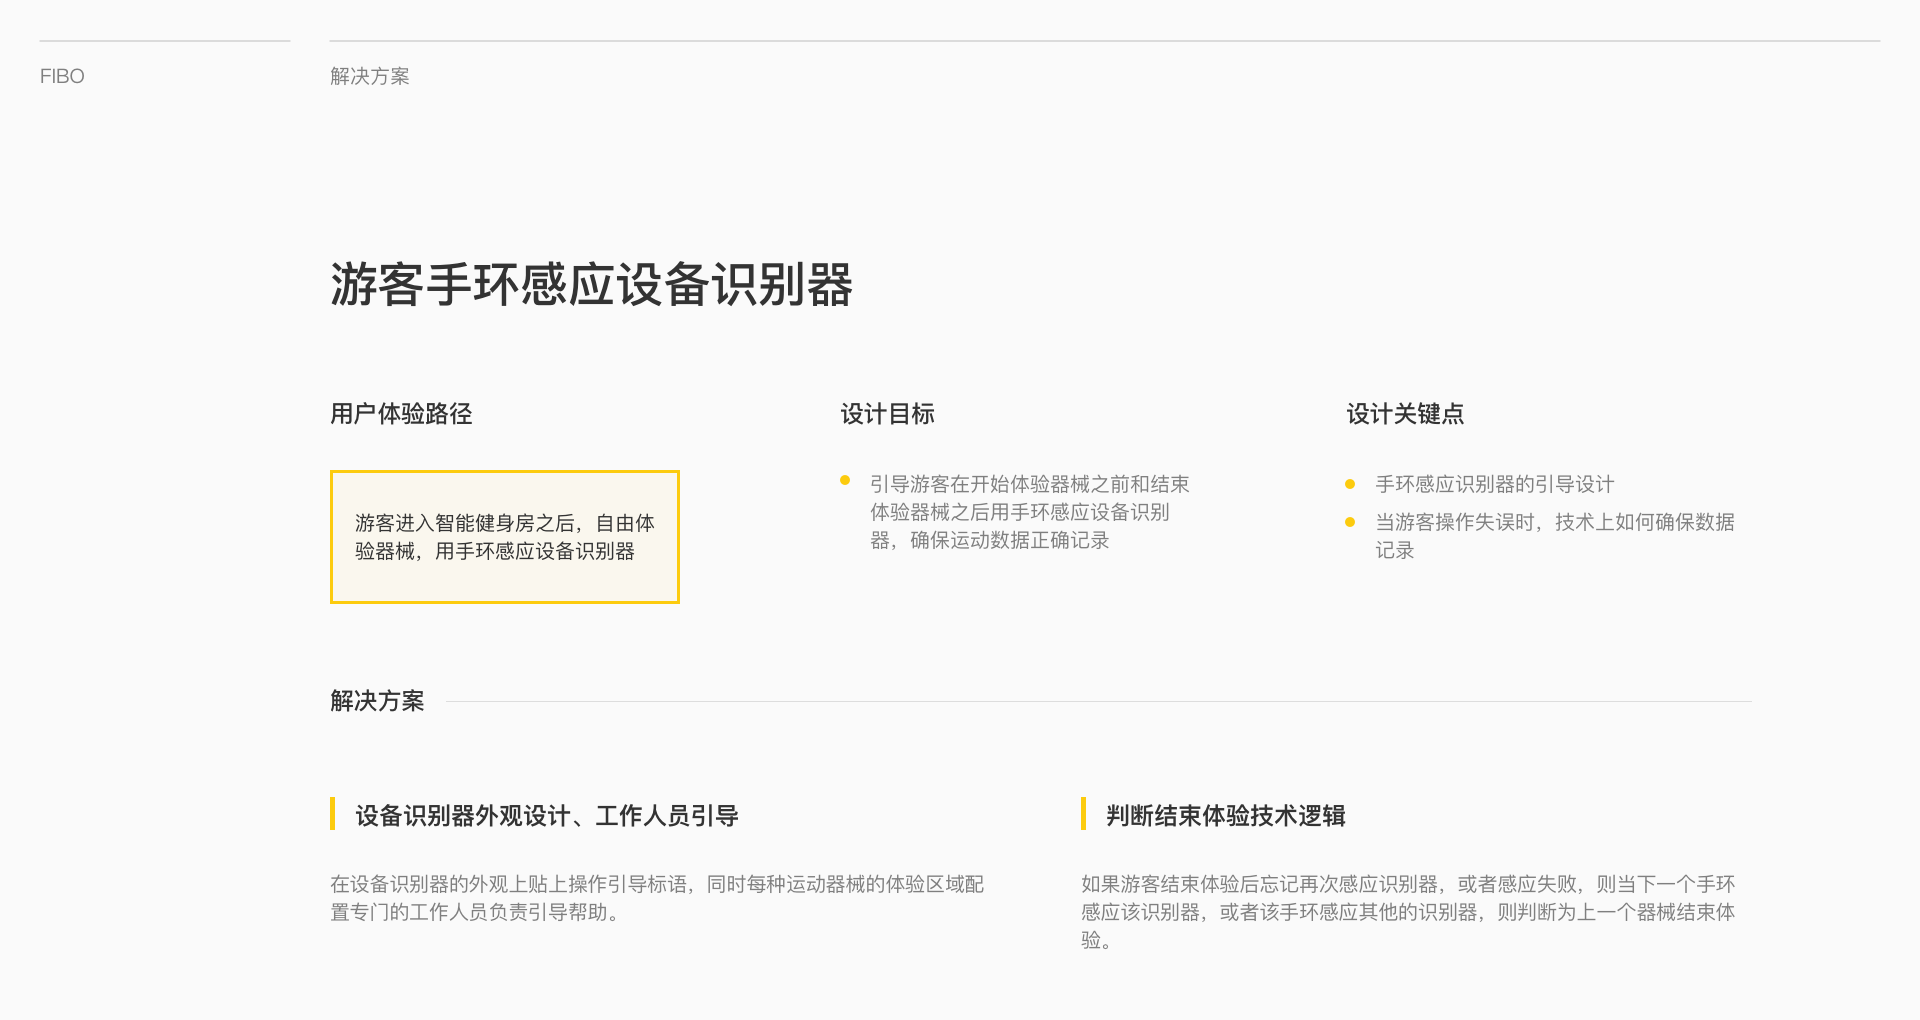 FIBO
解决方案
游客手环感应设备识别器
用户体验路径
游客进入智能健身房之后，自由体
验器械，用手环感应设备识别器
设计目标
引导游客在开始体验器械之前和结束
体验器械之后用手环感应设备识别
器，确保运动数据正确记录
设计关键点
手环感应识别器的引导设计
当游客操作失误时，技术上如何确保数据
记录
解决方案
设备识别器外观设计、工作人员引导
在设备识别器的外观上贴上操作引导标语，同时每种运动器械的体验区域配
置专门的工作人员负责引导帮助。
判断结束体验技术逻辑
如果游客结束体验后忘记再次感应识别器，或者感应失败，则当下一个手环
感应该识别器，或者该手环感应其他的识别器，则判断为上一个器械结束体
验。